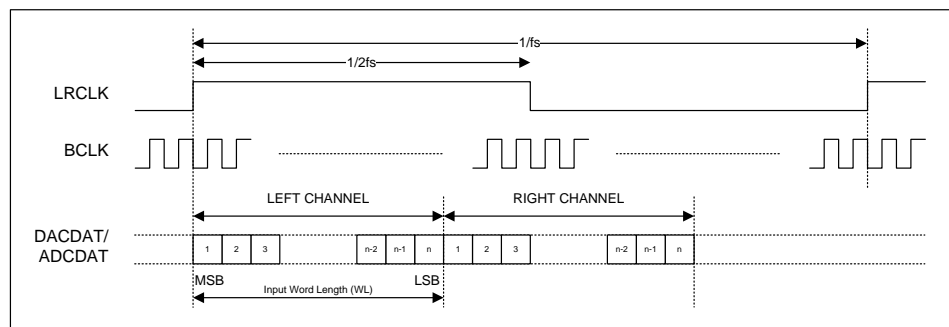 1/fs
1/2fs
LRCLK
BCLK
LEFT CHANNEL RIGHT CHANNEL
DACDAT/
ADCDAT
1 2 3 n-2 n-1 n 1 2 3 n-2 n-1 n
MSB LSB
Input Word Length (WL)